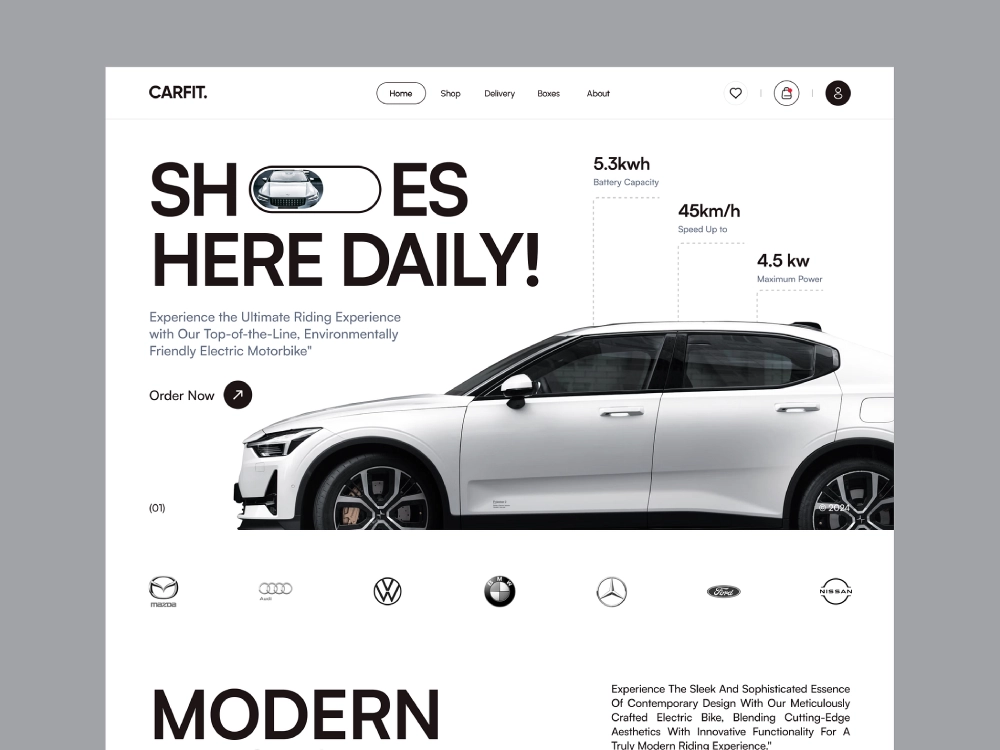 CARFIT.
Home
Shop
Delivery
Boxes
About
SH ES
HERE DAILY!
5.3kwh
Battery Capacity
45km/h
Speed Up to
4.5 kw
Maximum Power
Experience the Ultimate Riding Experience
with Our Top-of-the-Line, Environmentally
Friendly Electric Motorbike"
Order Now
(01)
© 2024
mazda
Audi
BMW
Ford
NISSAN
MODERN
Experience The Sleek And Sophisticated Essence
Of Contemporary Design With Our Meticulously
Crafted Electric Bike, Blending Cutting-Edge
Aesthetics With Innovative Functionality For A
Truly Modern Riding Experience."